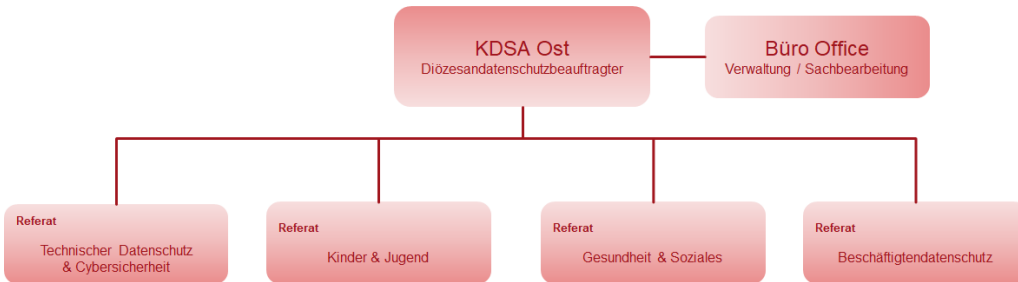 KDSA Ost
Diözesandatenschutzbeauftragter
Büro Office
Verwaltung / Sachbearbeitung
Referat
Technischer Datenschutz
& Cybersicherheit
Referat
Kinder & Jugend
Referat
Gesundheit & Soziales
Referat
Beschäftigtendatenschutz